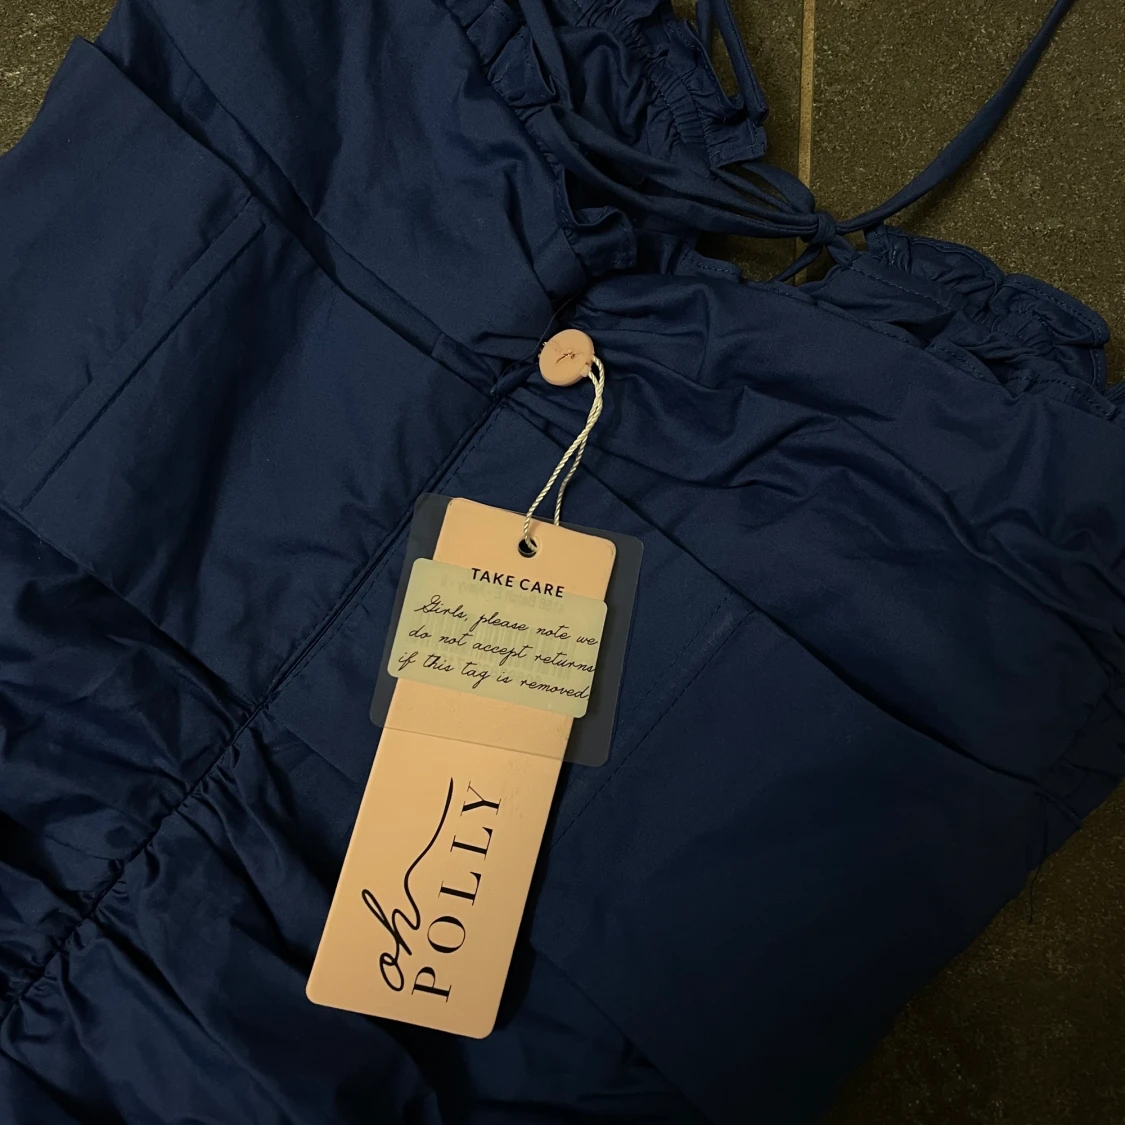 TAKE CARE
Girls, please note we
do not accept returns
if this tag is removed
oh
POLLY